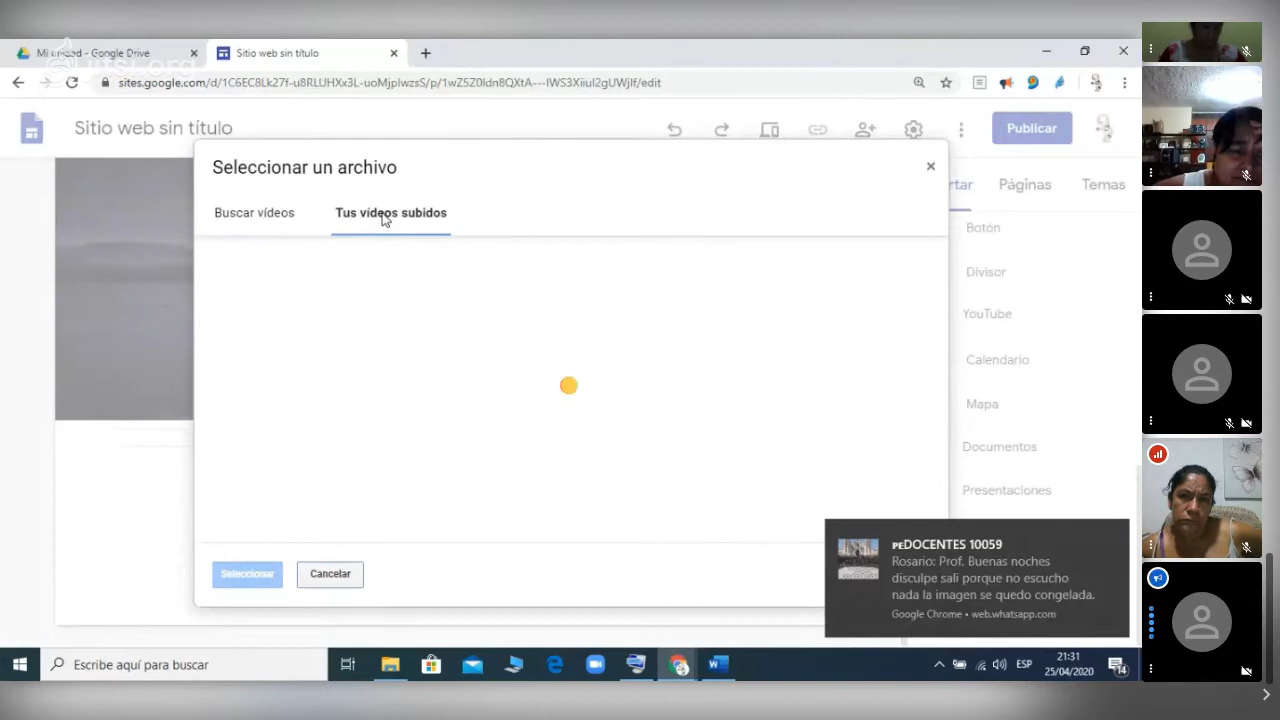 Mi unidad - Google Drive
Sitio web sin título
sites.google.com/d/1C6EC8Lk27f-u8RLUHXx3L-uoMjplwzsS/p/1wZ5Z0ldn8QXtA---IWS3Xiiul2gUWjlf/edit
Sitio web sin título
Publicar
Seleccionar un archivo
Buscar vídeos
Tus vídeos subidos
rtar
Páginas
Temas
Botón
Divisor
YouTube
Calendario
Mapa
Documentos
Presentaciones
Seleccionar
Cancelar
PEDOCENTES 10059
Rosario: Prof. Buenas noches
disculpe sali porque no escucho
nada la imagen se quedo congelada.
Google Chrome • web.whatsapp.com
Escribe aquí para buscar
ESP
21:31
25/04/2020
14